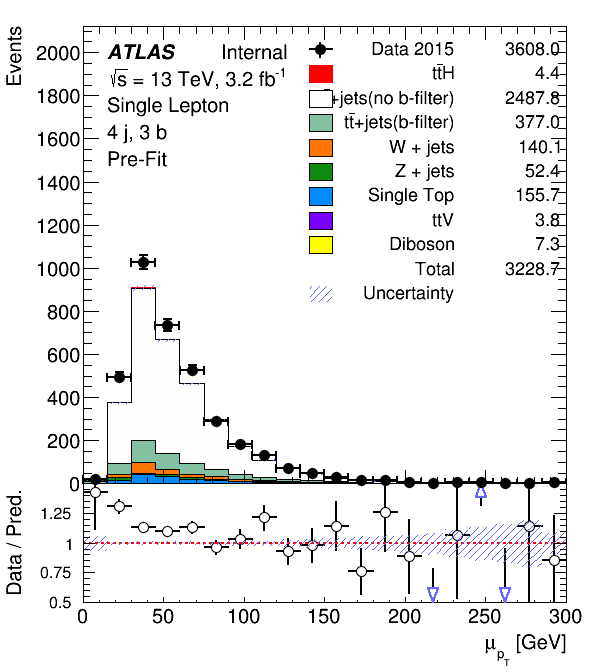 ATLAS Internal
√s = 13 TeV, 3.2 fb⁻¹
Single Lepton
4 j, 3 b
Pre-Fit
Data 2015 3608.0
tt̄H 4.4
+jets(no b-filter) 2487.8
tt̄+jets(b-filter) 377.0
W + jets 140.1
Z + jets 52.4
Single Top 155.7
ttV 3.8
Diboson 7.3
Total 3228.7
Uncertainty
Events
2000
1800
1600
1400
1200
1000
800
600
400
200
0
Data / Pred.
1.25
1
0.75
0.5
0 50 100 150 200 250 300
μ_pT [GeV]